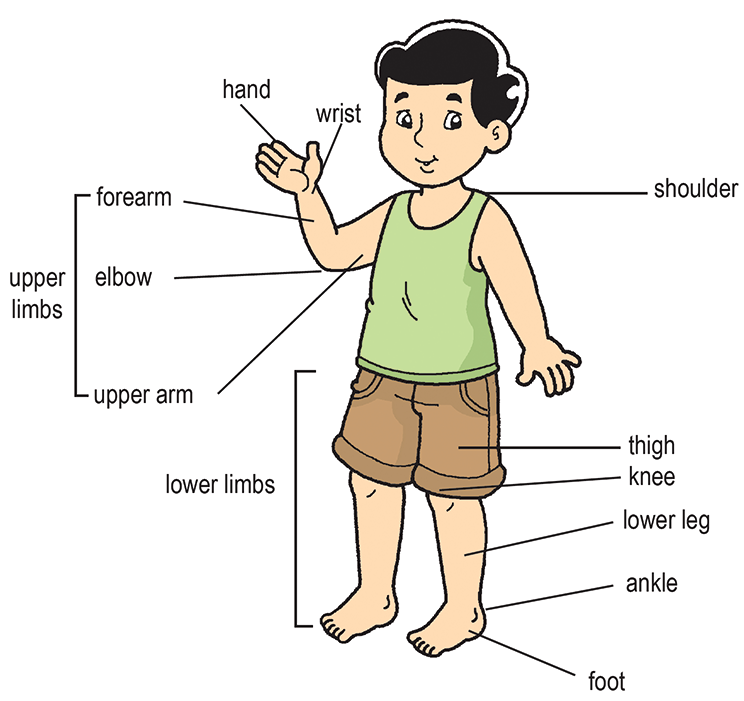 hand
wrist
shoulder
forearm
elbow
upper
limbs
upper arm
lower limbs
thigh
knee
lower leg
ankle
foot